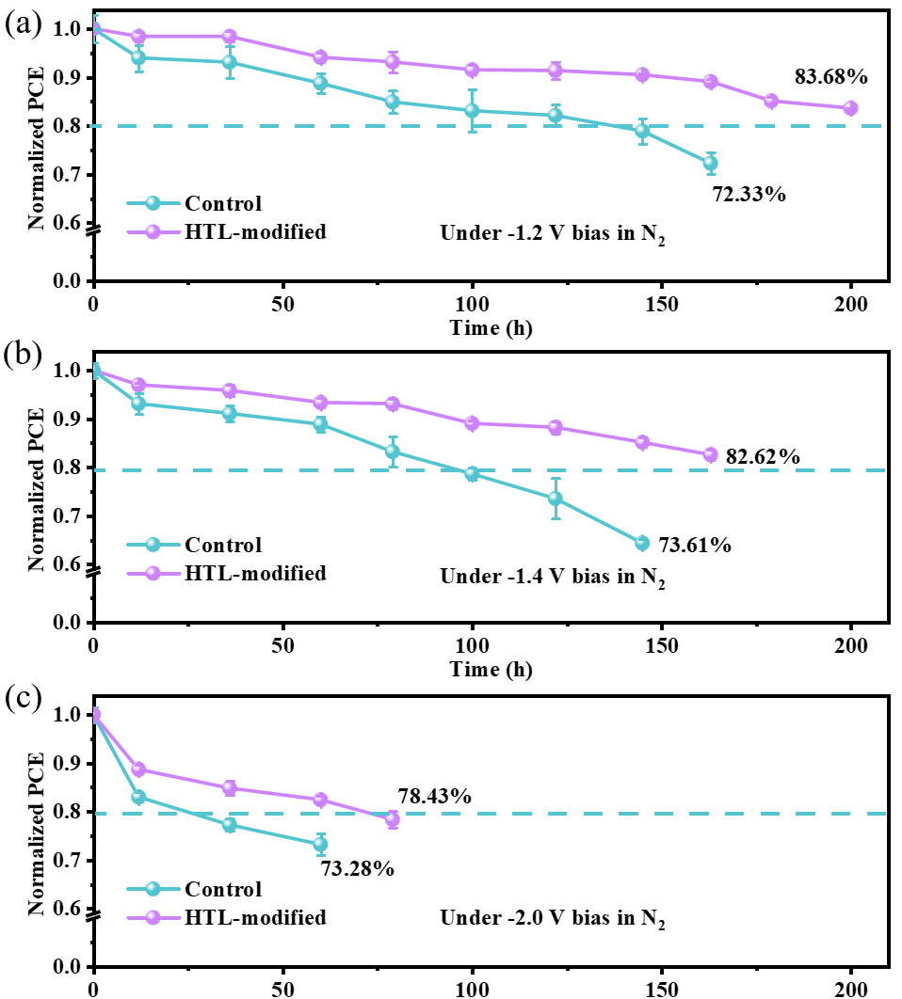 (a)
Normalized PCE
1.0
0.9
0.8
0.7
0.6
0.0
83.68%
72.33%
Control
HTL-modified
Under -1.2 V bias in N₂
0 50 100 150 200
Time (h)
(b)
Normalized PCE
1.0
0.9
0.8
0.7
0.6
0.0
82.62%
73.61%
Control
HTL-modified
Under -1.4 V bias in N₂
0 50 100 150 200
Time (h)
(c)
Normalized PCE
1.0
0.9
0.8
0.7
0.6
0.0
78.43%
73.28%
Control
HTL-modified
Under -2.0 V bias in N₂
0 50 100 150 200